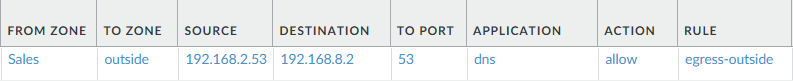 FROM ZONE TO ZONE SOURCE DESTINATION TO PORT APPLICATION ACTION RULE
Sales outside 192.168.2.53 192.168.8.2 53 dns allow egress-outside